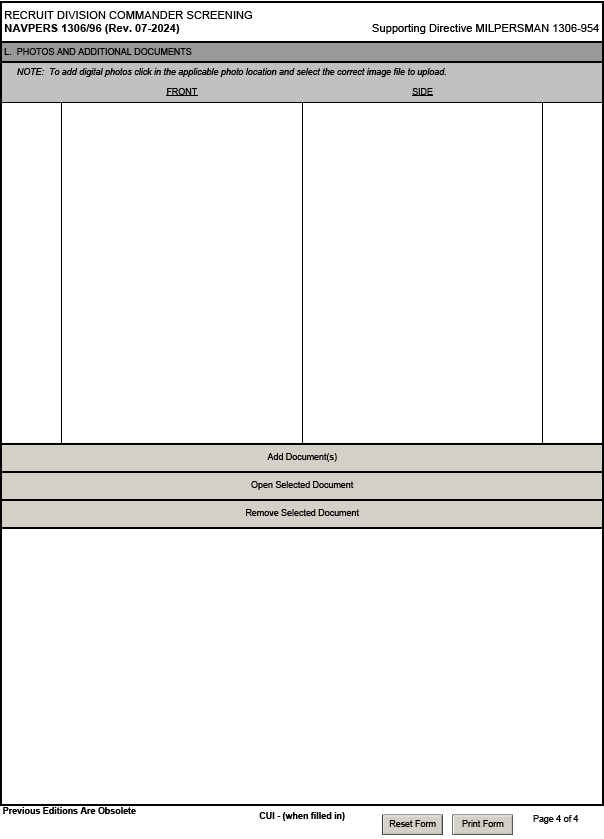 RECRUIT DIVISION COMMANDER SCREENING
NAVPERS 1306/96 (Rev. 07-2024) Supporting Directive MILPERSMAN 1306-954
L. PHOTOS AND ADDITIONAL DOCUMENTS
NOTE: To add digital photos click in the applicable photo location and select the correct image file to upload.
FRONT SIDE
Add Document(s)
Open Selected Document
Remove Selected Document
Previous Editions Are Obsolete
CUI - (when filled in)
Reset Form Print Form Page 4 of 4